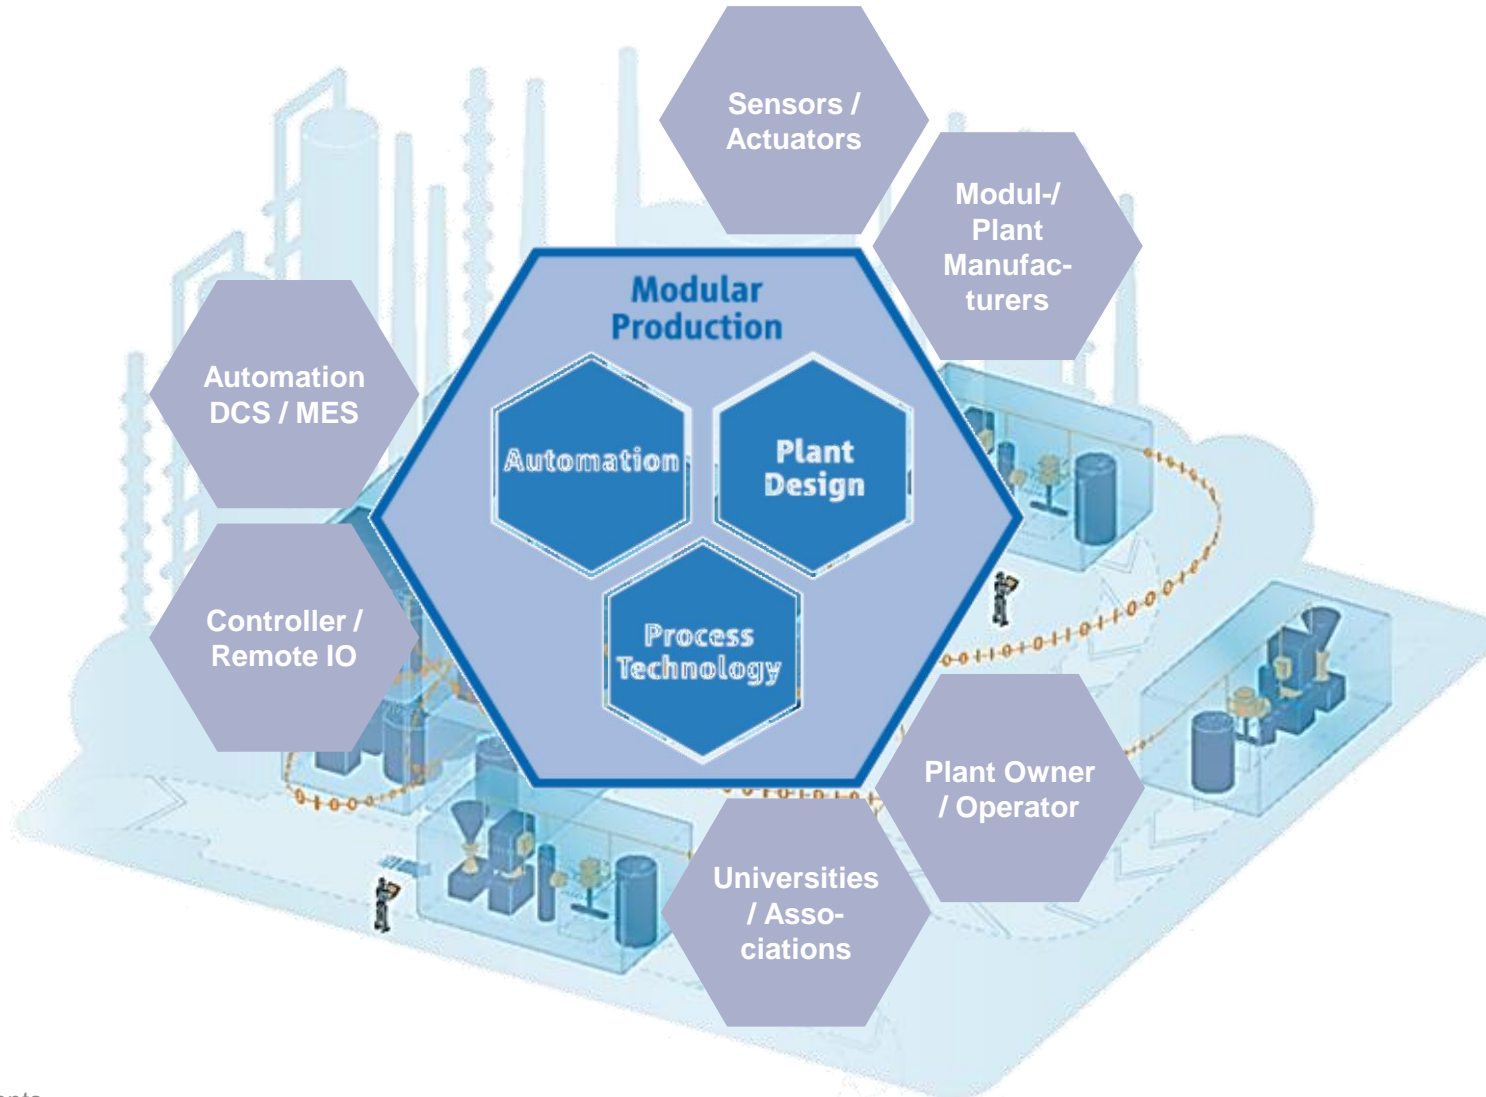 Sensors /
Actuators
Modul-/
Plant
Manufac-
turers
Modular
Production
Automation
DCS / MES
Automation
Plant
Design
Controller /
Remote IO
Process
Technology
Plant Owner
/ Operator
Universities
/ Asso-
ciations